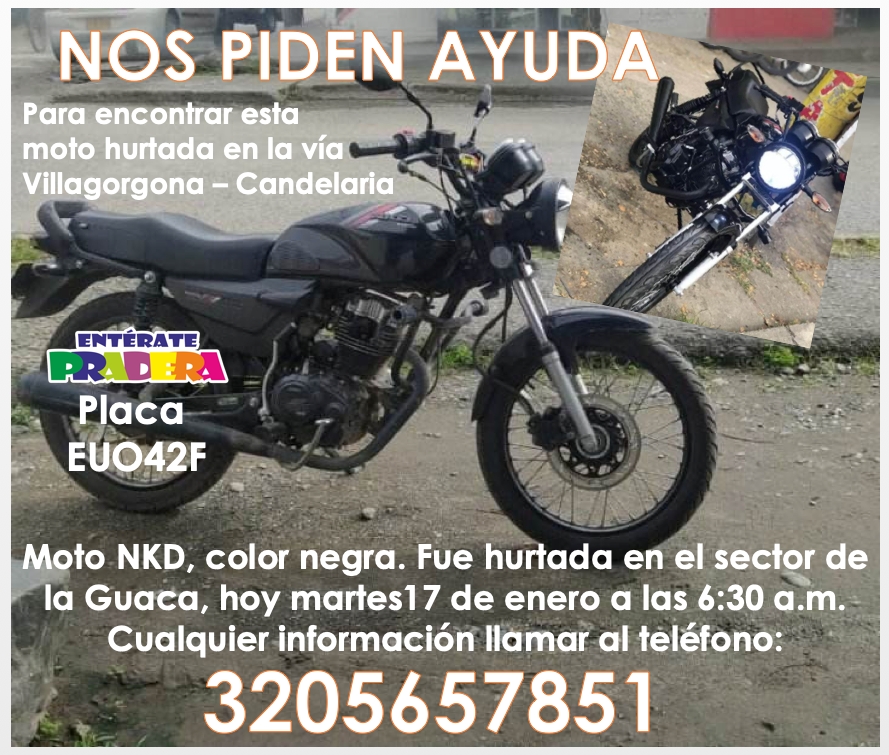 NOS PIDEN AYUDA
Para encontrar esta
moto hurtada en la vía
Villagorgona – Candelaria
ENTÉRATE
PRADERA
Placa
EUO42F
Moto NKD, color negra. Fue hurtada en el sector de
la Guaca, hoy martes17 de enero a las 6:30 a.m.
Cualquier información llamar al teléfono:
3205657851